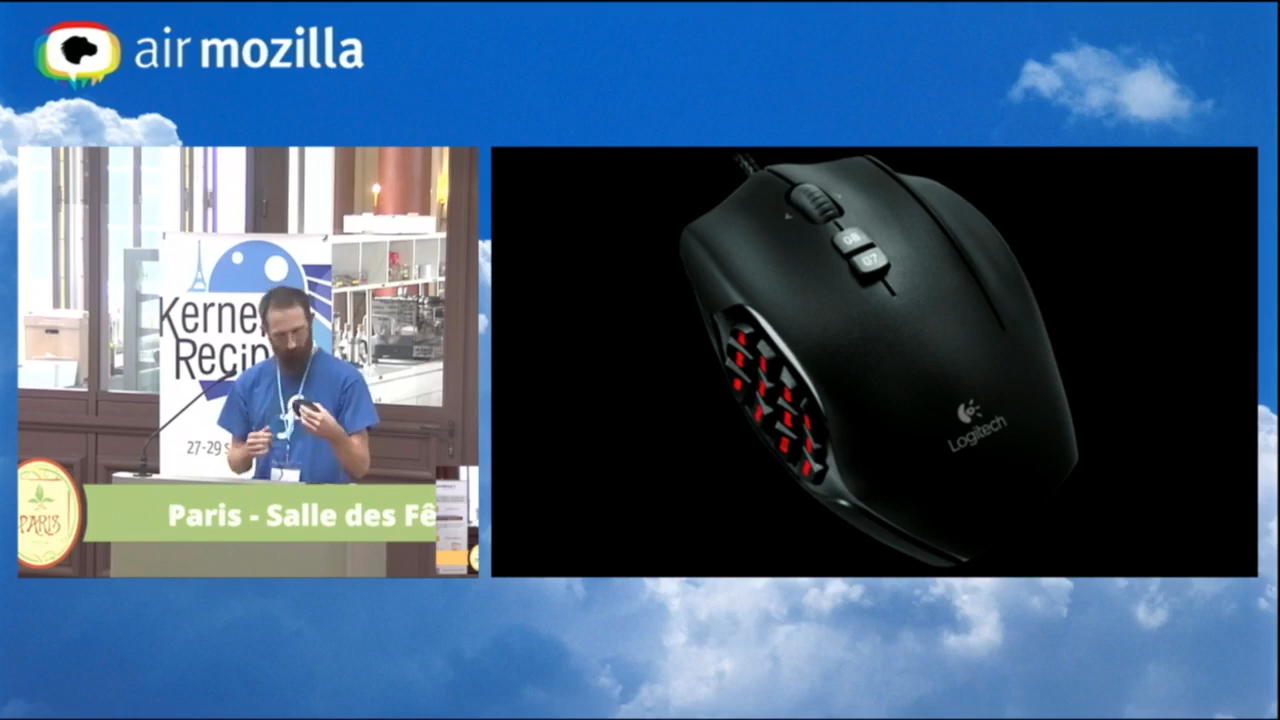 air mozilla
Kerne
Recip
27-29 s
PARIS
Paris - Salle des Fê
G8
G7
Logitech